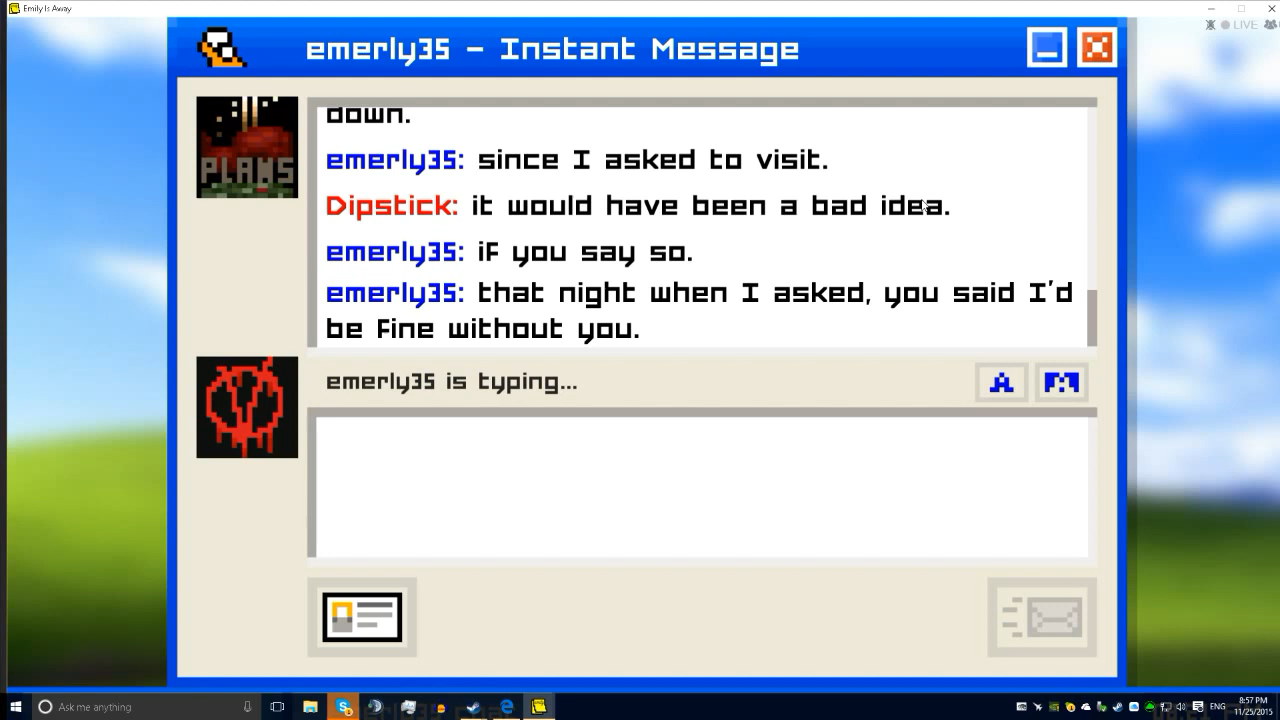 Emily Is Away
LIVE
emerly35 - Instant Message
down.
emerly35: since I asked to visit.
PLANS
Dipstick: it would have been a bad idea.
emerly35: if you say so.
emerly35: that night when I asked, you said I'd
be fine without you.
emerly35 is typing...
A
Ask me anything
ENG
8:57 PM
11/25/2015